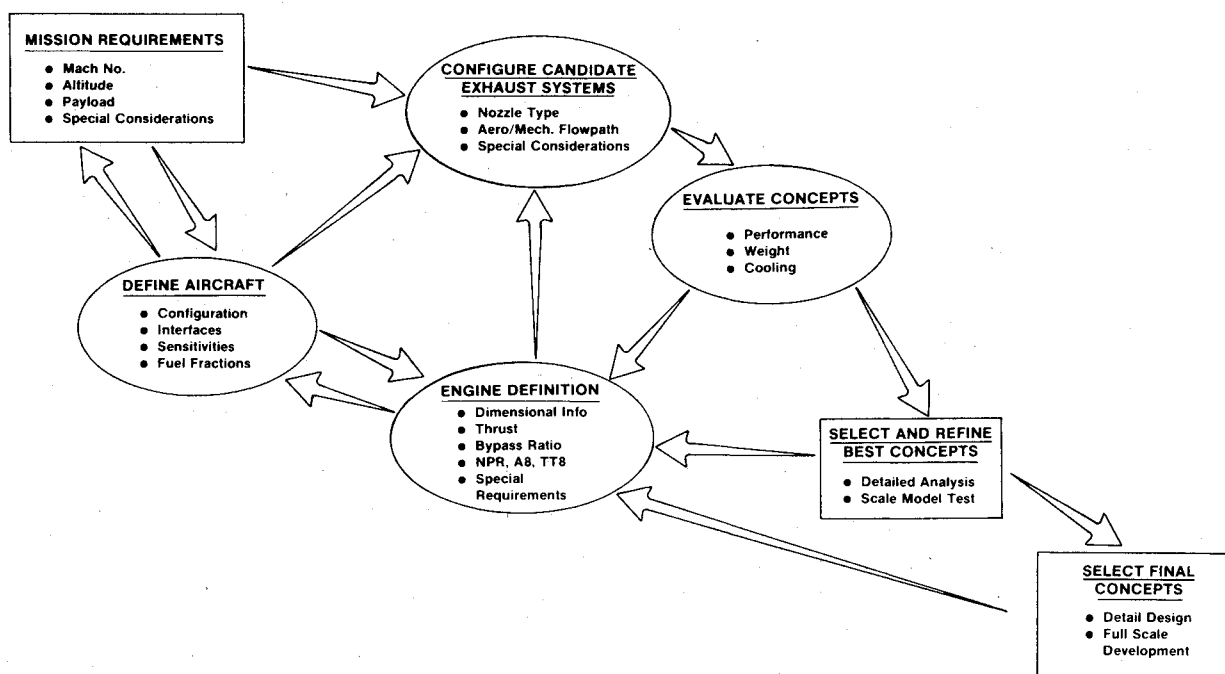 MISSION REQUIREMENTS
● Mach No.
● Altitude
● Payload
● Special Considerations
CONFIGURE CANDIDATE
EXHAUST SYSTEMS
● Nozzle Type
● Aero/Mech. Flowpath
● Special Considerations
EVALUATE CONCEPTS
● Performance
● Weight
● Cooling
DEFINE AIRCRAFT
● Configuration
● Interfaces
● Sensitivities
● Fuel Fractions
ENGINE DEFINITION
● Dimensional Info
● Thrust
● Bypass Ratio
● NPR, A8, TT8
● Special
Requirements
SELECT AND REFINE
BEST CONCEPTS
● Detailed Analysis
● Scale Model Test
SELECT FINAL
CONCEPTS
● Detail Design
● Full Scale
Development